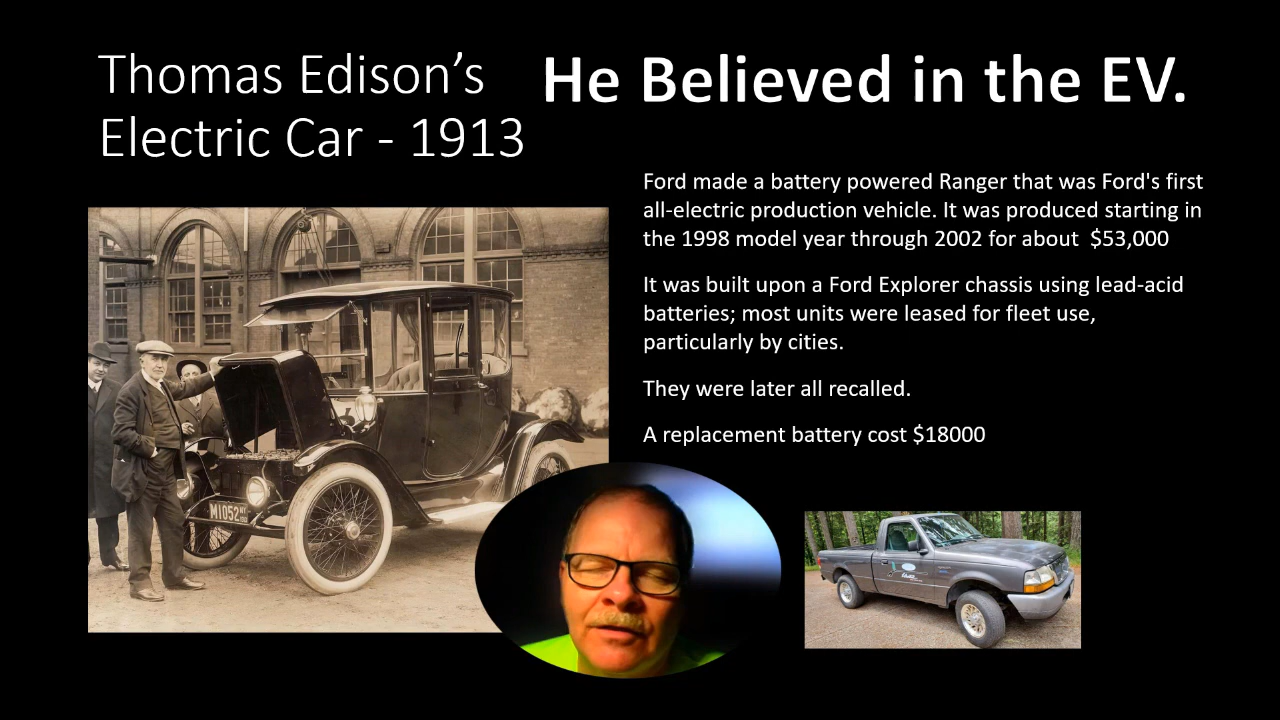 Thomas Edison’s
Electric Car - 1913
He Believed in the EV.
Ford made a battery powered Ranger that was Ford's first
all-electric production vehicle. It was produced starting in
the 1998 model year through 2002 for about $53,000
It was built upon a Ford Explorer chassis using lead-acid
batteries; most units were leased for fleet use,
particularly by cities.
They were later all recalled.
A replacement battery cost $18000
M1052 NY